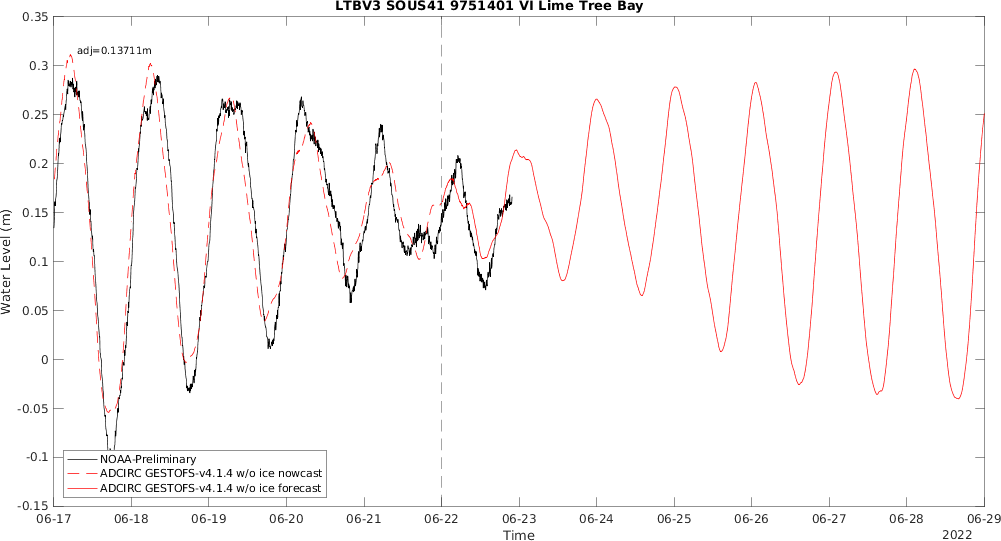 LTBV3 SOUS41 9751401 VI Lime Tree Bay
adj=0.13711m
Water Level (m)
0.35
0.3
0.25
0.2
0.15
0.1
0.05
0
-0.05
-0.1
-0.15
NOAA-Preliminary
ADCIRC GESTOFS-v4.1.4 w/o ice nowcast
ADCIRC GESTOFS-v4.1.4 w/o ice forecast
06-17 06-18 06-19 06-20 06-21 06-22 06-23 06-24 06-25 06-26 06-27 06-28 06-29
Time
2022